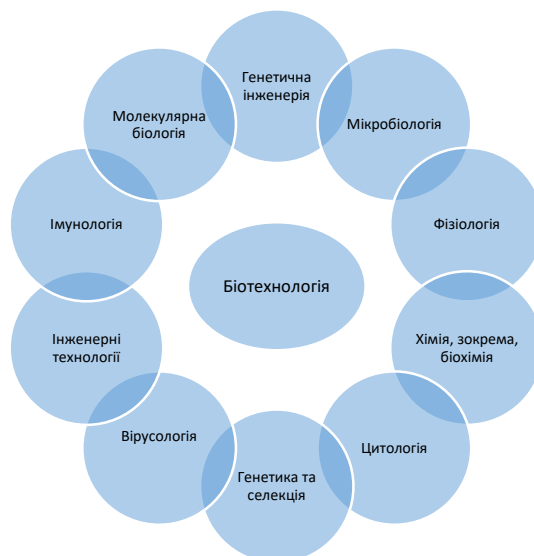 Генетична
інженерія
Молекулярна
біологія
Мікробіологія
Імунологія
Фізіологія
Біотехнологія
Інженерні
технології
Хімія, зокрема,
біохімія
Вірусологія
Цитологія
Генетика та
селекція